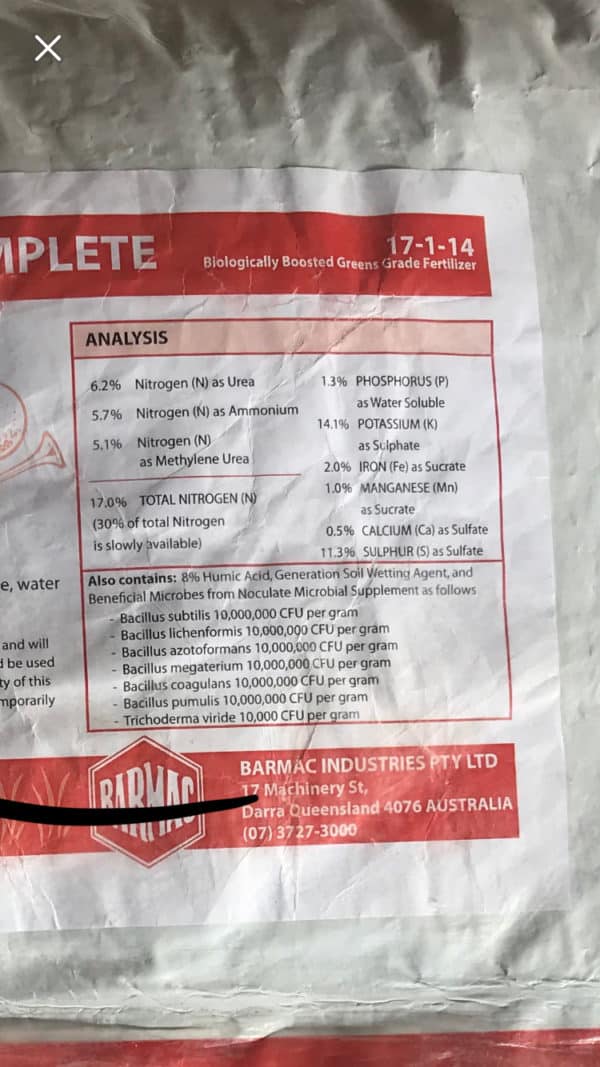 MPLETE
17-1-14
Biologically Boosted Greens Grade Fertilizer
ANALYSIS
6.2% Nitrogen (N) as Urea
5.7% Nitrogen (N) as Ammonium
5.1% Nitrogen (N)
as Methylene Urea
17.0% TOTAL NITROGEN (N)
(30% of total Nitrogen
is slowly available)
1.3% PHOSPHORUS (P)
as Water Soluble
14.1% POTASSIUM (K)
as Sulphate
2.0% IRON (Fe) as Sucrate
1.0% MANGANESE (Mn)
as Sucrate
0.5% CALCIUM (Ca) as Sulfate
11.3% SULPHUR (S) as Sulfate
Also contains: 8% Humic Acid, Generation Soil Wetting Agent, and
Beneficial Microbes from Noculate Microbial Supplement as follows
- Bacillus subtilis 10,000,000 CFU per gram
- Bacillus lichenformis 10,000,000 CFU per gram
- Bacillus azotoformans 10,000,000 CFU per gram
- Bacillus megaterium 10,000,000 CFU per gram
- Bacillus coagulans 10,000,000 CFU per gram
- Bacillus pumulis 10,000,000 CFU per gram
- Trichoderma viride 10,000 CFU per gram
e, water
and will
d be used
ty of this
mporarily
BARMAC
BARMAC INDUSTRIES PTY LTD
17 Machinery St,
Darra Queensland 4076 AUSTRALIA
(07) 3727-3000